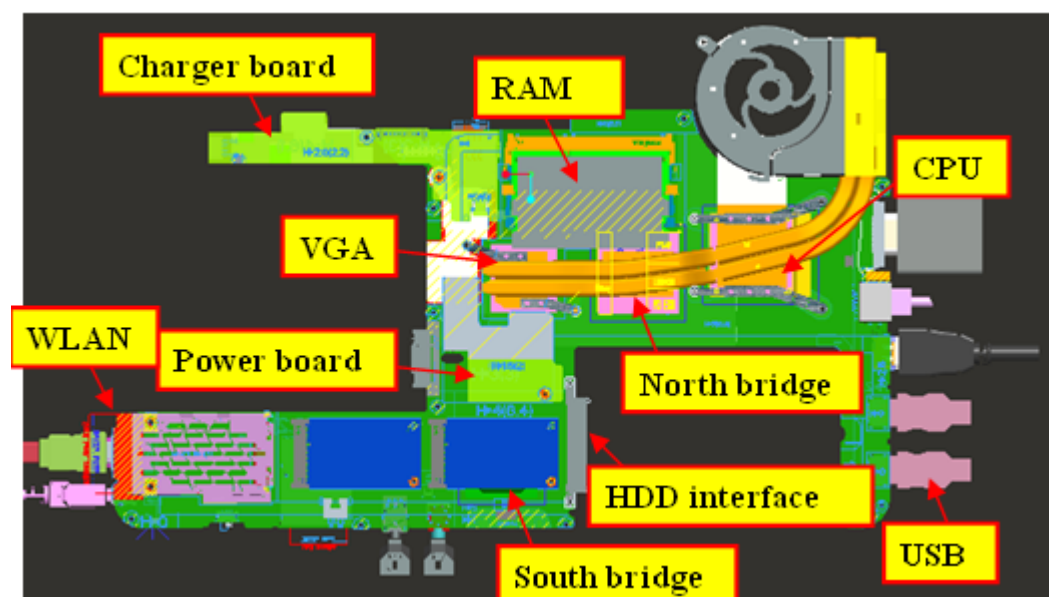 Charger board
RAM
CPU
VGA
WLAN
Power board
North bridge
HDD interface
USB
South bridge